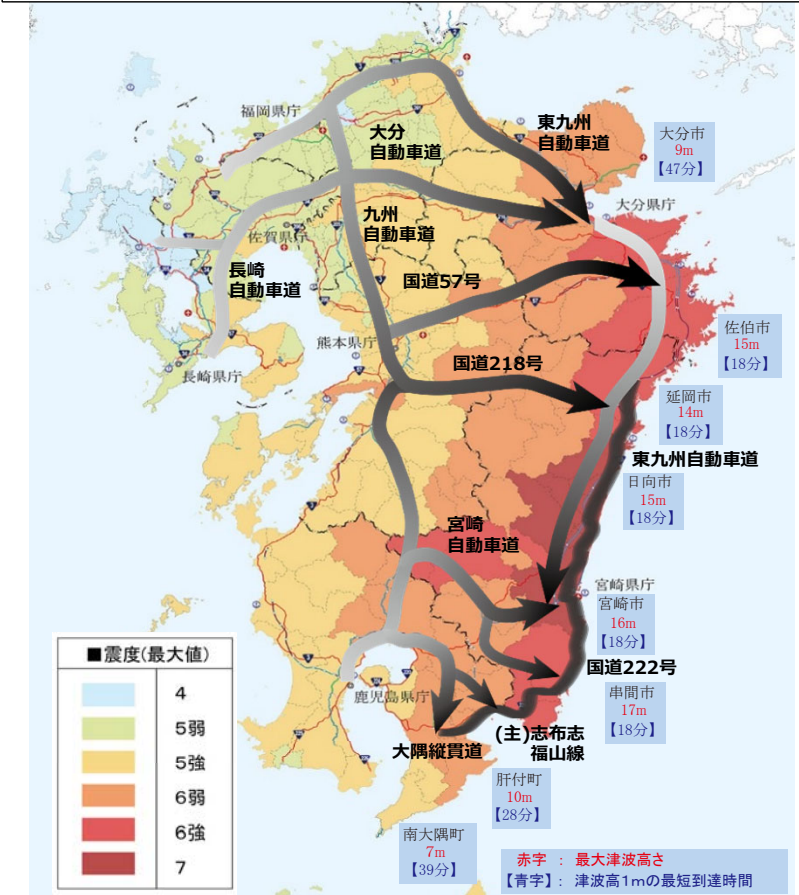 福岡県庁
大分
自動車道
東九州
自動車道
大分市
9m
【47分】
大分県庁
佐賀県庁
九州
自動車道
長崎
自動車道
国道57号
佐伯市
15m
【18分】
熊本県庁
長崎県庁
国道218号
延岡市
14m
【18分】
東九州自動車道
日向市
15m
【18分】
宮崎
自動車道
宮崎県庁
宮崎市
16m
【18分】
国道222号
串間市
17m
【18分】
鹿児島県庁
大隅縦貫道
(主)志布志
福山線
肝付町
10m
【28分】
南大隅町
7m
【39分】
■震度(最大値)
4
5弱
5強
6弱
6強
7
赤字 : 最大津波高さ
【青字】: 津波高1mの最短到達時間